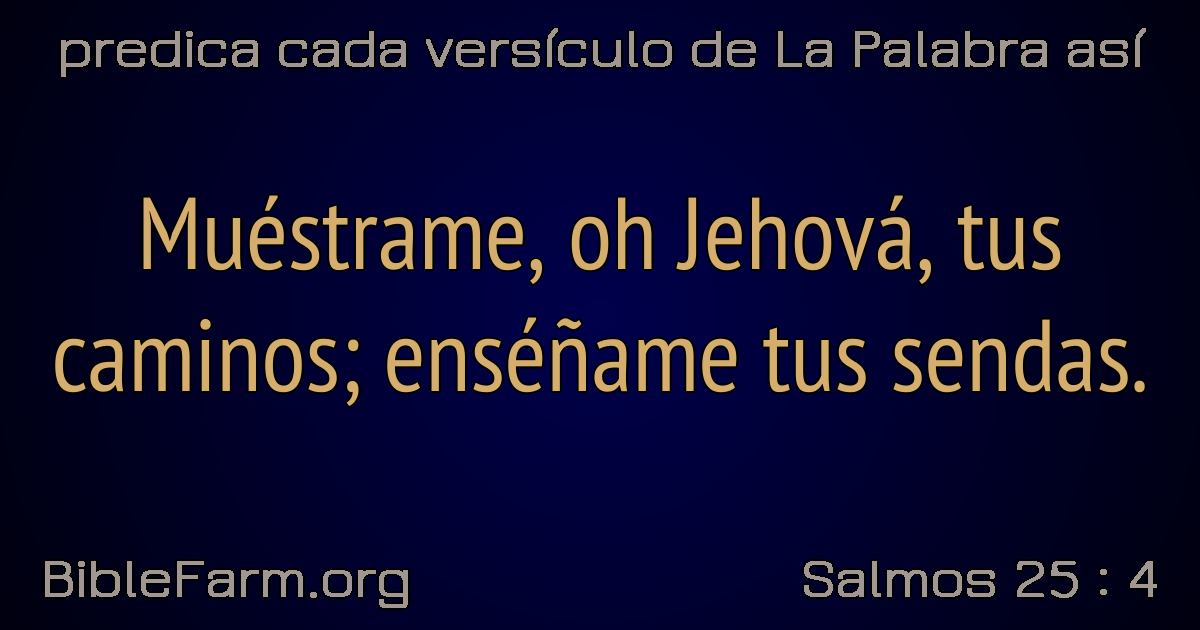 predica cada versículo de La Palabra así
Muéstrame, oh Jehová, tus
caminos; enséñame tus sendas.
BibleFarm.org
Salmos 25 : 4